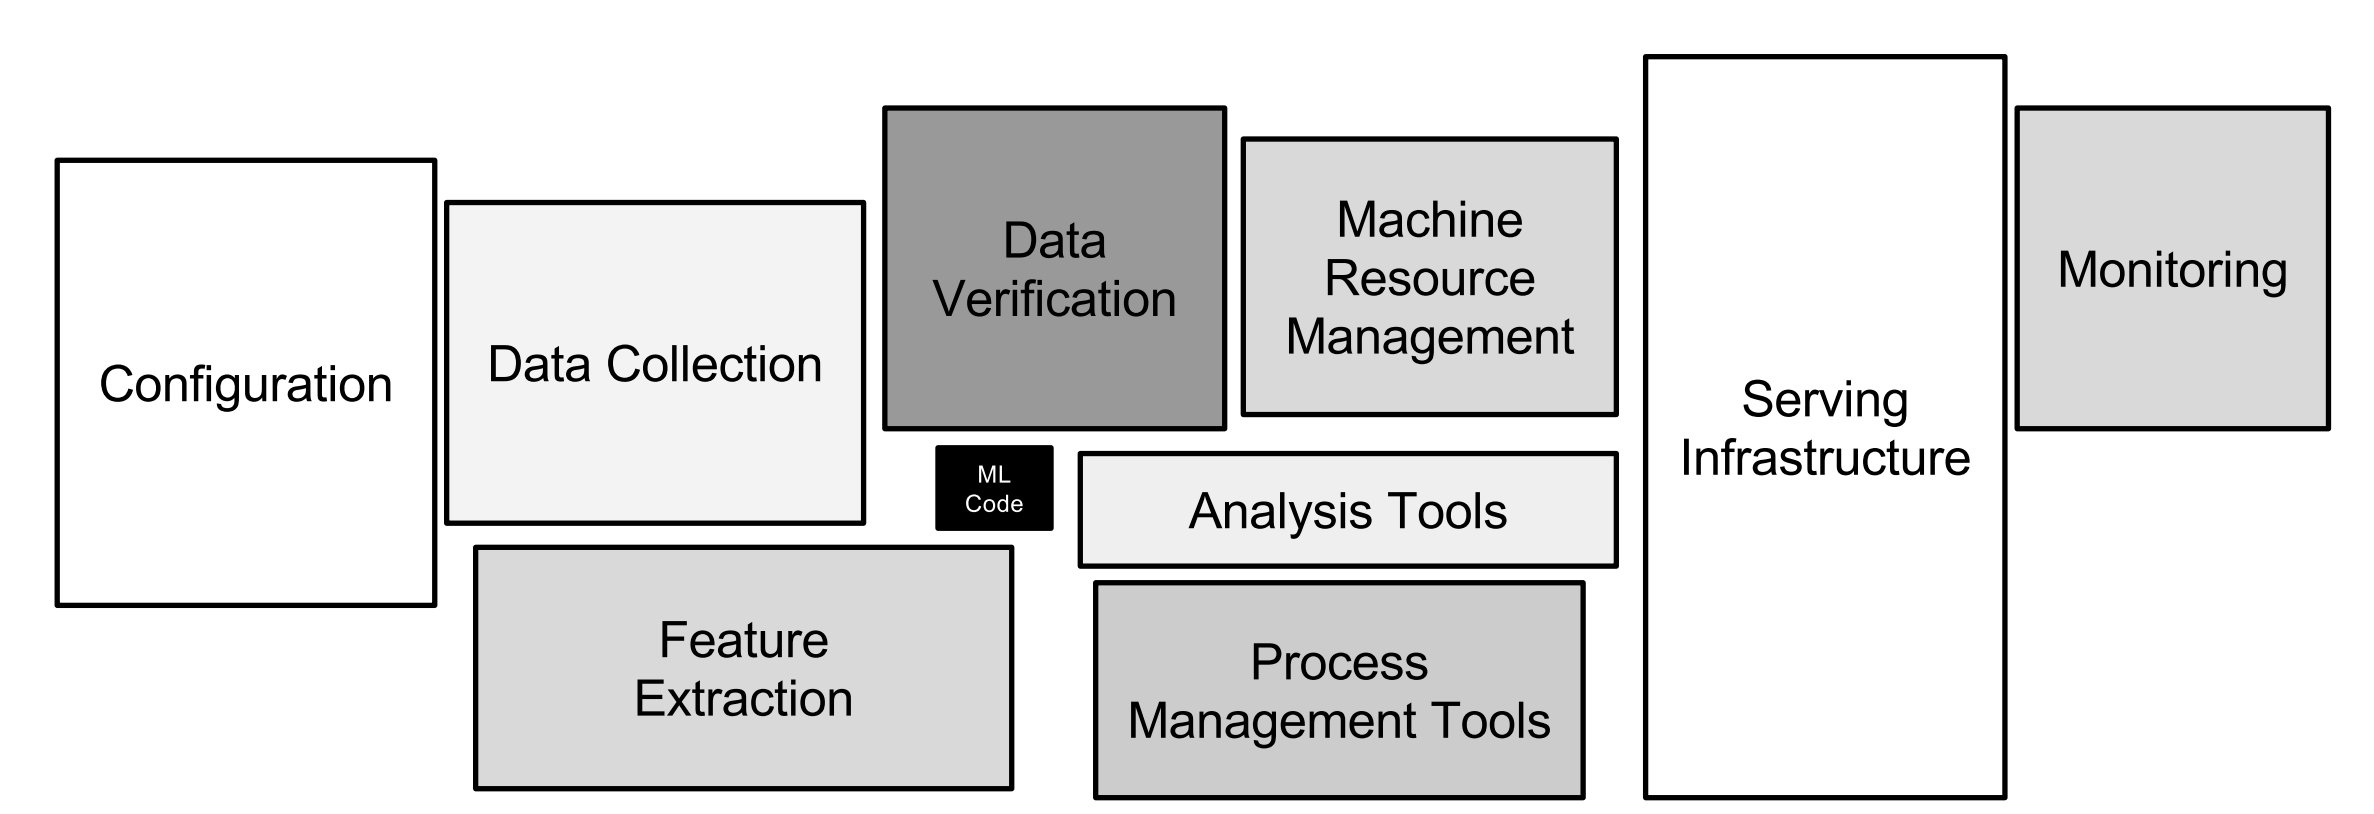 Configuration
Data Collection
Feature
Extraction
Data
Verification
ML
Code
Machine
Resource
Management
Analysis Tools
Process
Management Tools
Serving
Infrastructure
Monitoring